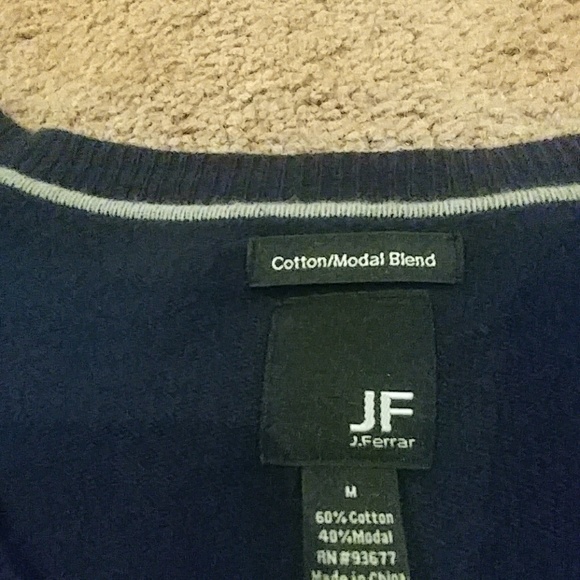 Cotton/Modal Blend
JF
J.Ferrar
M
60% Cotton
40% Modal
RN #93677
Made in China